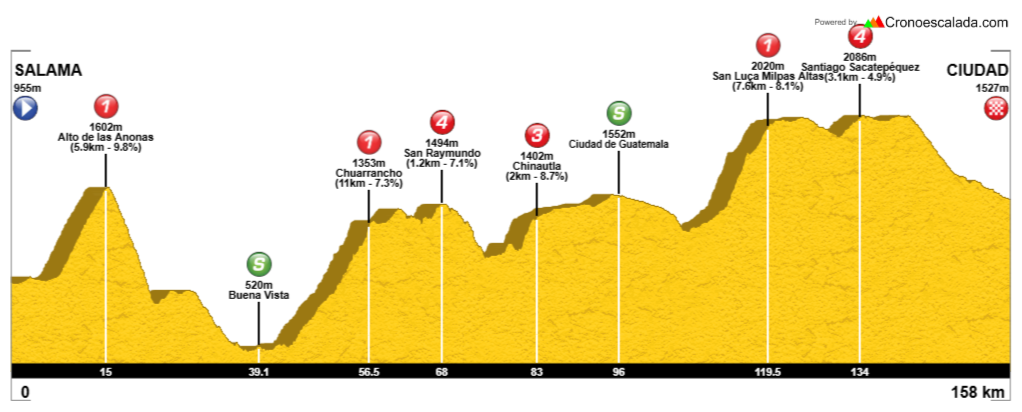 Powered by Cronoescalada.com
SALAMA
955m
1
1602m
Alto de las Anonas
(5.9km - 9.8%)
S
520m
Buena Vista
1
1353m
Chuarrancho
(11km - 7.3%)
4
1494m
San Raymundo
(1.2km - 7.1%)
3
1402m
Chinautla
(2km - 8.7%)
S
1552m
Ciudad de Guatemala
1
2020m
San Luça Milpas Altas
(7.6km - 8.1%)
4
2086m
Santiago Sacatepéquez
(3.1km - 4.9%)
CIUDAD
1527m
15 39.1 56.5 68 83 96 119.5 134
0 158 km